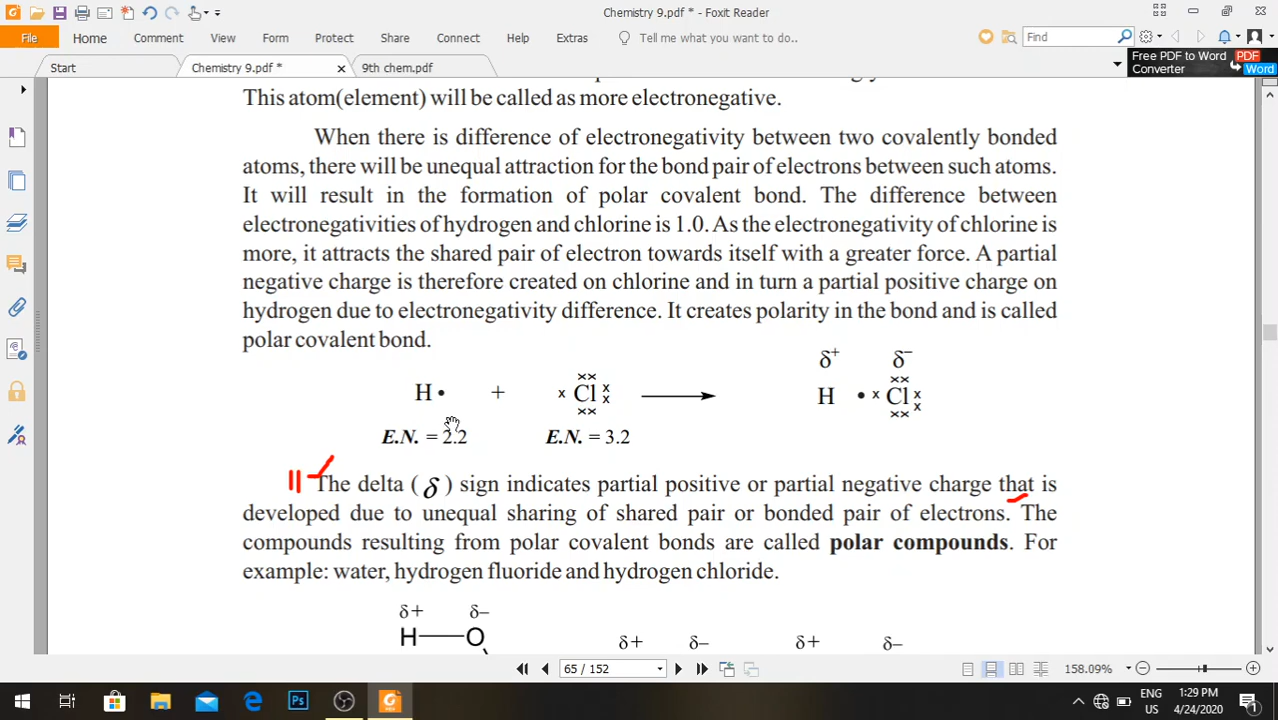 Chemistry 9.pdf * - Foxit Reader
File Home Comment View Form Protect Share Connect Help Extras Tell me what you want to do.. Find
Start Chemistry 9.pdf * 9th chem.pdf Free PDF to Word Converter PDF Word
This atom(element) will be called as more electronegative.
When there is difference of electronegativity between two covalently bonded
atoms, there will be unequal attraction for the bond pair of electrons between such atoms.
It will result in the formation of polar covalent bond. The difference between
electronegativities of hydrogen and chlorine is 1.0. As the electronegativity of chlorine is
more, it attracts the shared pair of electron towards itself with a greater force. A partial
negative charge is therefore created on chlorine and in turn a partial positive charge on
hydrogen due to electronegativity difference. It creates polarity in the bond and is called
polar covalent bond.
δ+ δ–
H • + x Cl xx xx x x H • x Cl xx xx x x
E.N. = 2.2 E.N. = 3.2
The delta ( δ ) sign indicates partial positive or partial negative charge that is
developed due to unequal sharing of shared pair or bonded pair of electrons. The
compounds resulting from polar covalent bonds are called polar compounds. For
example: water, hydrogen fluoride and hydrogen chloride.
δ+ δ–
H O
δ+ δ– δ+ δ–
65 / 152 158.09%
ENG 1:29 PM
US 4/24/2020